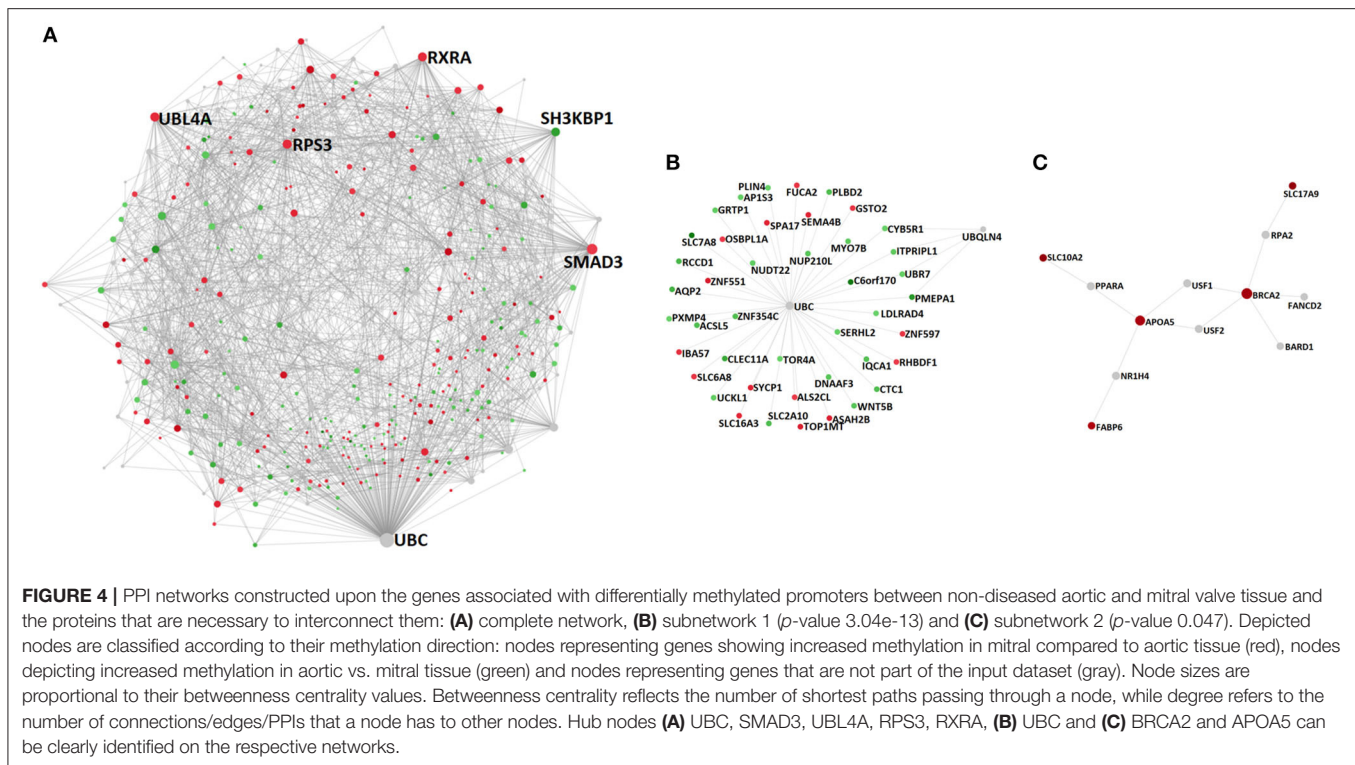 A
RXRA
UBL4A
SH3KBP1
RPS3
SMAD3
UBC
B
PLIN4
FUCA2
PLBD2
AP1S3
GRTP1
SPA17
SEMA4B
GSTO2
SLC7A8
OSBPL1A
CYB5R1
UBQLN4
MYO7B
RCCD1
NUP210L
ITPRIPL1
NUDT22
UBR7
ZNF551
C6orf170
AQP2
PMEPA1
UBC
PXMP4
ZNF354C
LDLRAD4
ACSL5
SERHL2
ZNF597
IBA57
CLEC11A
TOR4A
IQCA1
RHBDF1
SLC6A8
SYCP1
DNAAF3
CTC1
UCKL1
ALS2CL
WNT5B
SLC16A3
SLC2A10
ASAH2B
TOP1MT
C
SLC17A9
RPA2
SLC10A2
PPARA
USF1
BRCA2
FANCD2
APOA5
USF2
BARD1
NR1H4
FABP6
FIGURE 4 | PPI networks constructed upon the genes associated with differentially methylated promoters between non-diseased aortic and mitral valve tissue and
the proteins that are necessary to interconnect them: (A) complete network, (B) subnetwork 1 (p-value 3.04e-13) and (C) subnetwork 2 (p-value 0.047). Depicted
nodes are classified according to their methylation direction: nodes representing genes showing increased methylation in mitral compared to aortic tissue (red), nodes
depicting increased methylation in aortic vs. mitral tissue (green) and nodes representing genes that are not part of the input dataset (gray). Node sizes are
proportional to their betweenness centrality values. Betweenness centrality reflects the number of shortest paths passing through a node, while degree refers to the
number of connections/edges/PPIs that a node has to other nodes. Hub nodes (A) UBC, SMAD3, UBL4A, RPS3, RXRA, (B) UBC and (C) BRCA2 and APOA5 can
be clearly identified on the respective networks.